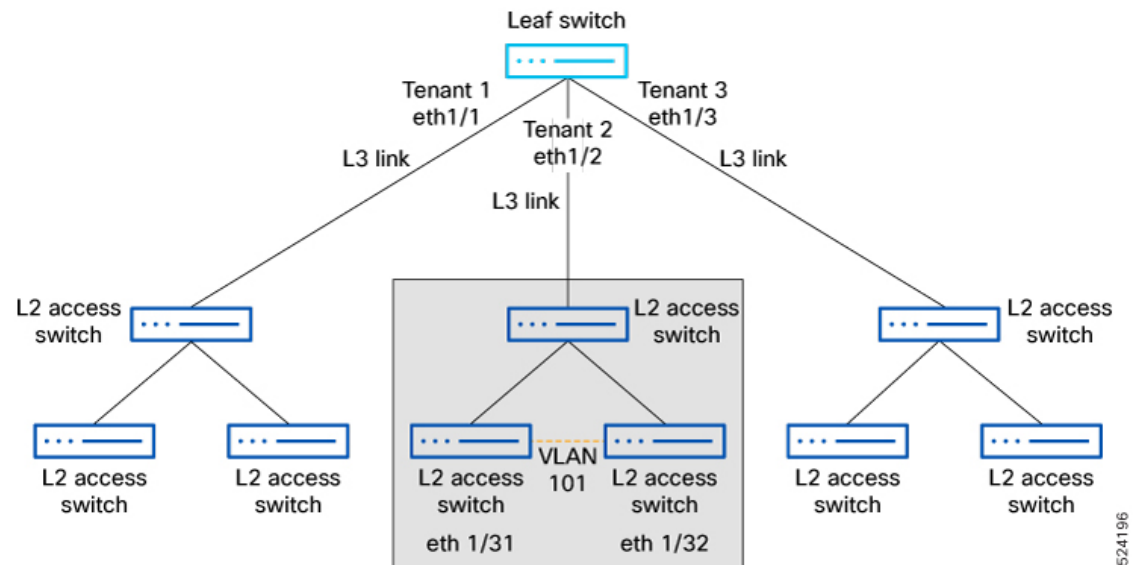 Leaf switch
Tenant 1
eth1/1
Tenant 2
eth1/2
Tenant 3
eth1/3
L3 link
L3 link
L3 link
L2 access
switch
L2 access
switch
L2 access
switch
L2 access
switch
L2 access
switch
L2 access
switch
eth 1/31
VLAN
101
L2 access
switch
eth 1/32
L2 access
switch
L2 access
switch
524196